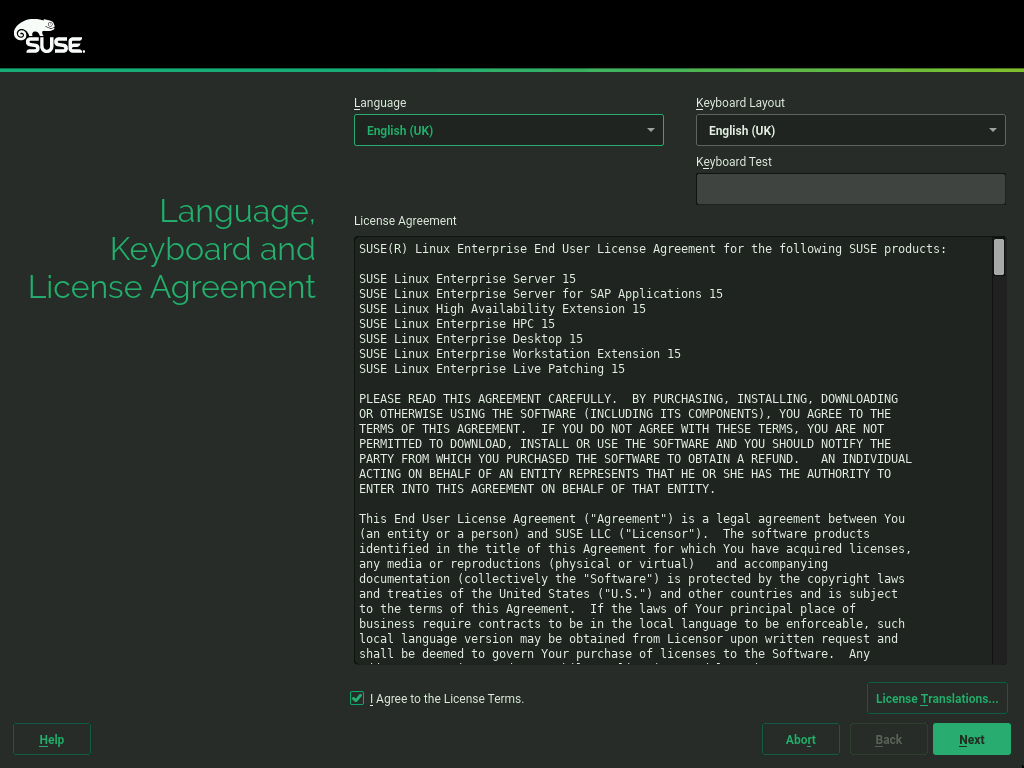 SUSE
Language
Keyboard Layout
English (UK)
English (UK)
Keyboard Test
Language,
Keyboard and
License Agreement
License Agreement
SUSE(R) Linux Enterprise End User License Agreement for the following SUSE products:
SUSE Linux Enterprise Server 15
SUSE Linux Enterprise Server for SAP Applications 15
SUSE Linux High Availability Extension 15
SUSE Linux Enterprise HPC 15
SUSE Linux Enterprise Desktop 15
SUSE Linux Enterprise Workstation Extension 15
SUSE Linux Enterprise Live Patching 15
PLEASE READ THIS AGREEMENT CAREFULLY.  BY PURCHASING, INSTALLING, DOWNLOADING
OR OTHERWISE USING THE SOFTWARE (INCLUDING ITS COMPONENTS), YOU AGREE TO THE
TERMS OF THIS AGREEMENT.  IF YOU DO NOT AGREE WITH THESE TERMS, YOU ARE NOT
PERMITTED TO DOWNLOAD, INSTALL OR USE THE SOFTWARE AND YOU SHOULD NOTIFY THE
PARTY FROM WHICH YOU PURCHASED THE SOFTWARE TO OBTAIN A REFUND.   AN INDIVIDUAL
ACTING ON BEHALF OF AN ENTITY REPRESENTS THAT HE OR SHE HAS THE AUTHORITY TO
ENTER INTO THIS AGREEMENT ON BEHALF OF THAT ENTITY.
This End User License Agreement ("Agreement") is a legal agreement between You
(an entity or a person) and SUSE LLC ("Licensor").  The software products
identified in the title of this Agreement for which You have acquired licenses,
any media or reproductions (physical or virtual)   and accompanying
documentation (collectively the "Software") is protected by the copyright laws
and treaties of the United States ("U.S.") and other countries and is subject
to the terms of this Agreement.  If the laws of Your principal place of
business require contracts to be in the local language to be enforceable, such
local language version may be obtained from Licensor upon written request and
shall be deemed to govern Your purchase of licenses to the Software.  Any
I Agree to the License Terms.
License Translations...
Help
Abort
Back
Next